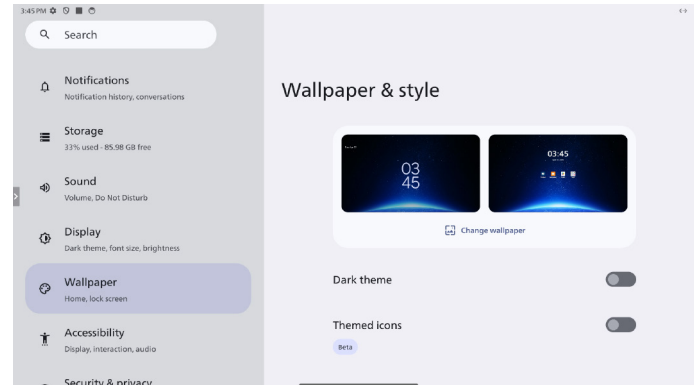 3:45 PM
Search
Notifications
Notification history, conversations
Storage
33% used - 85.98 GB free
Sound
Volume, Do Not Disturb
Display
Dark theme, font size, brightness
Wallpaper
Home, lock screen
Accessibility
Display, interaction, audio
Security & privacy
Wallpaper & style
03
45
03:45
Change wallpaper
Dark theme
Themed icons
Beta